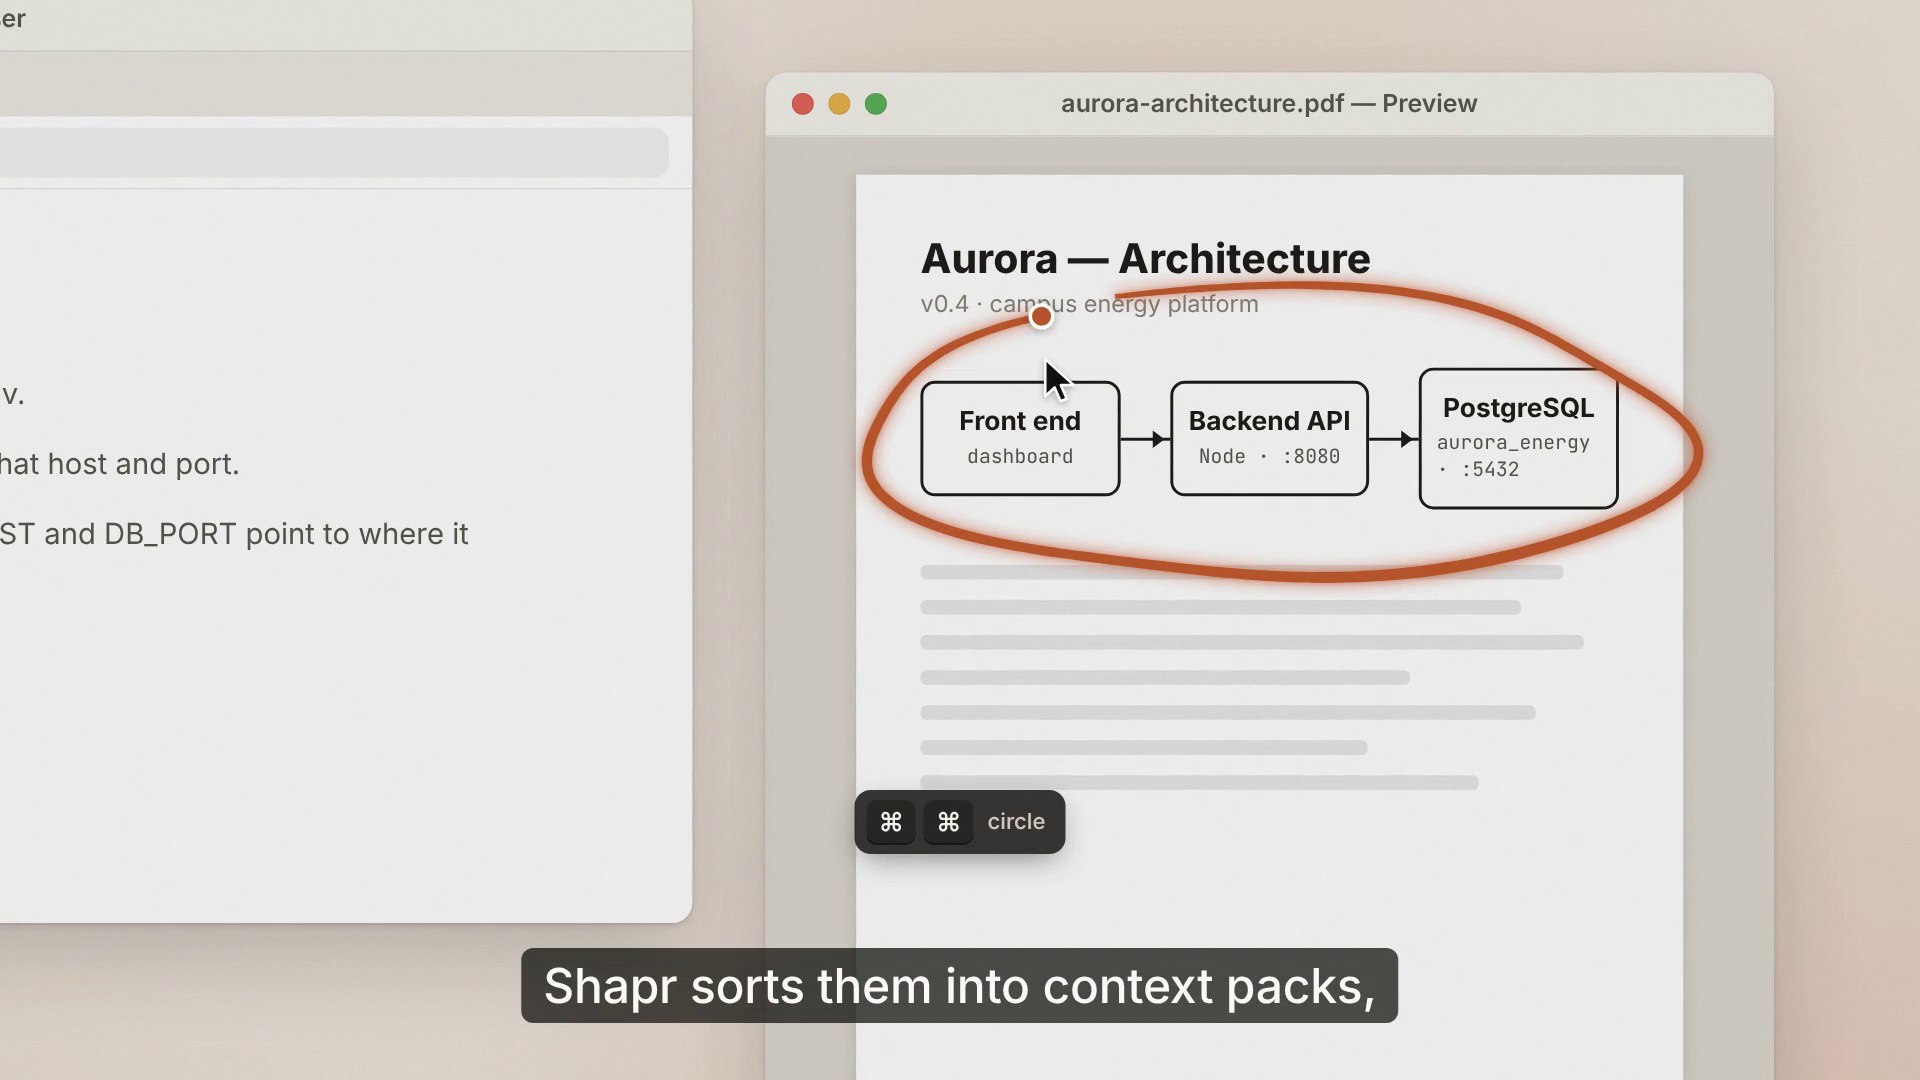 ser
v.
hat host and port.
ST and DB_PORT point to where it
aurora-architecture.pdf — Preview
Aurora — Architecture
v0.4 · campus energy platform
Front end
dashboard
Backend API
Node · :8080
PostgreSQL
aurora_energy
· :5432
⌘ ⌘ circle
Shapr sorts them into context packs,